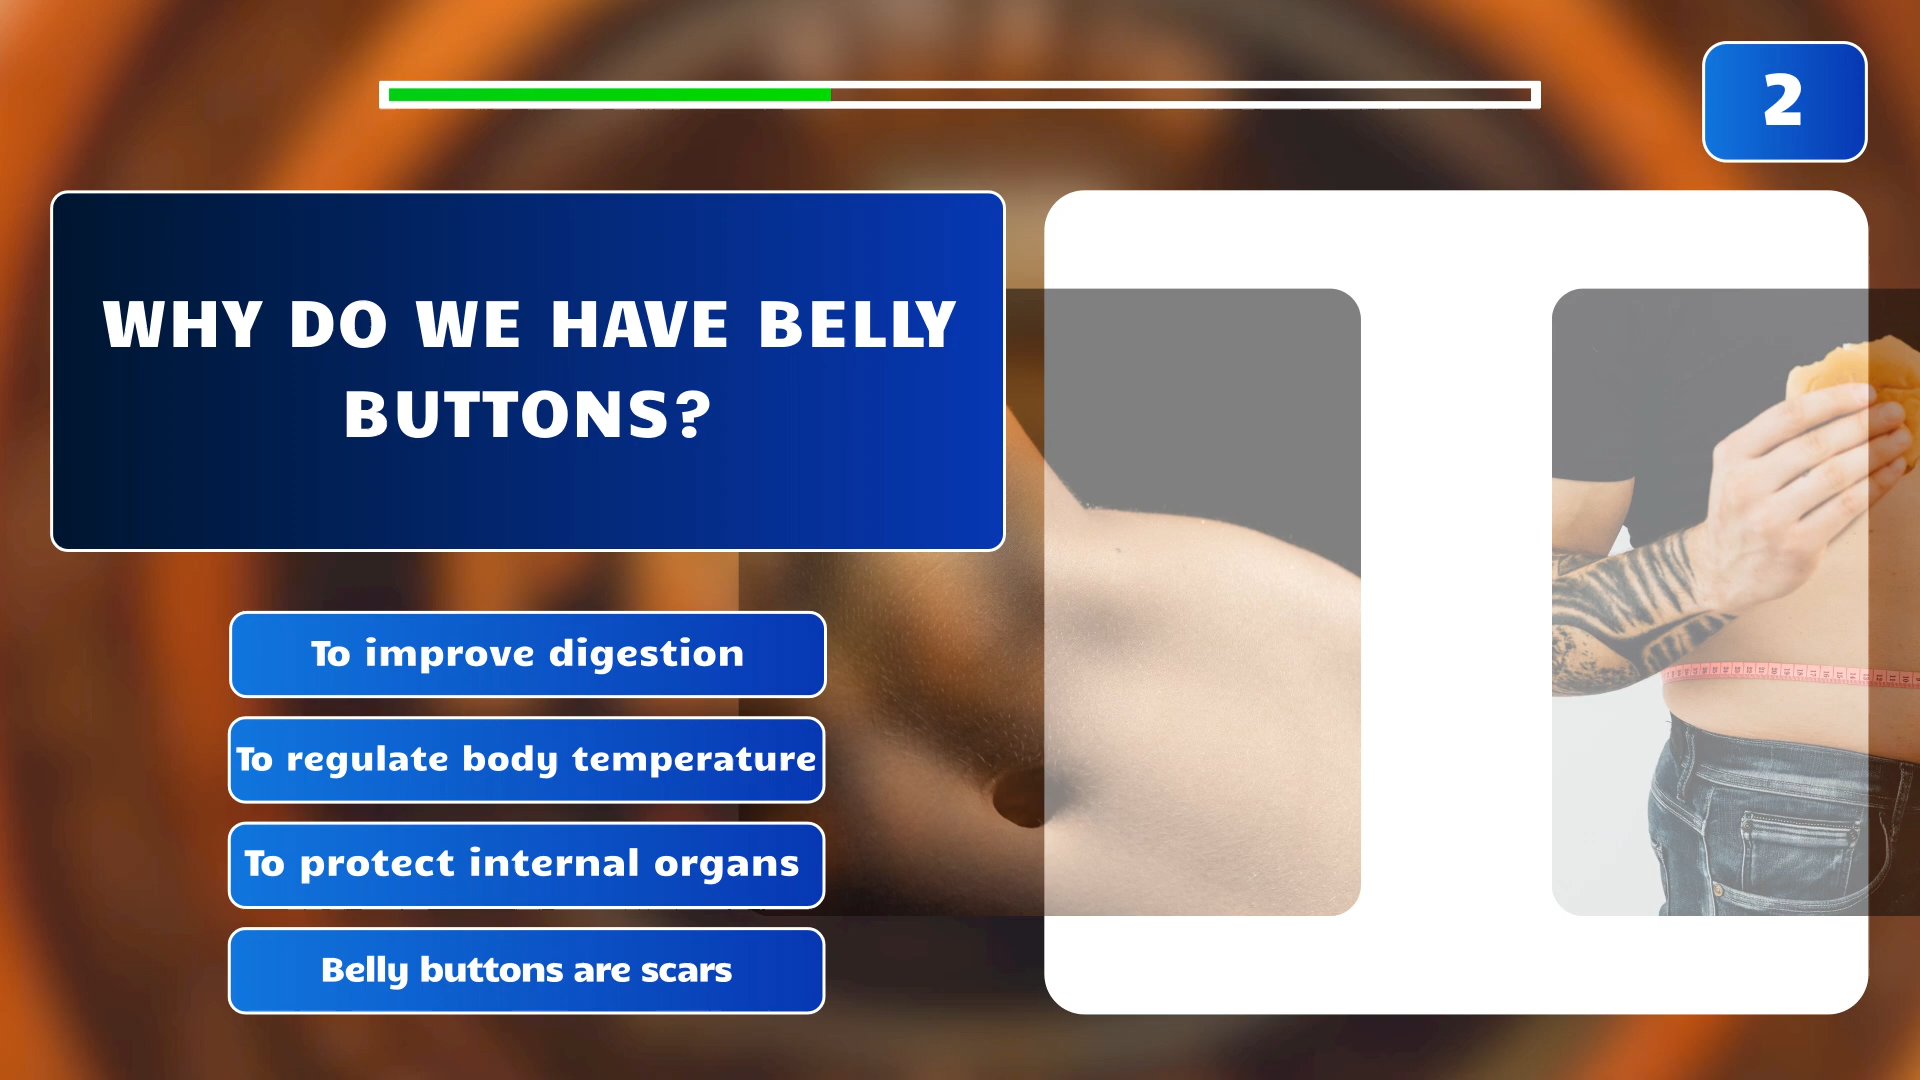 2
WHY DO WE HAVE BELLY
BUTTONS?
To improve digestion
To regulate body temperature
To protect internal organs
Belly buttons are scars